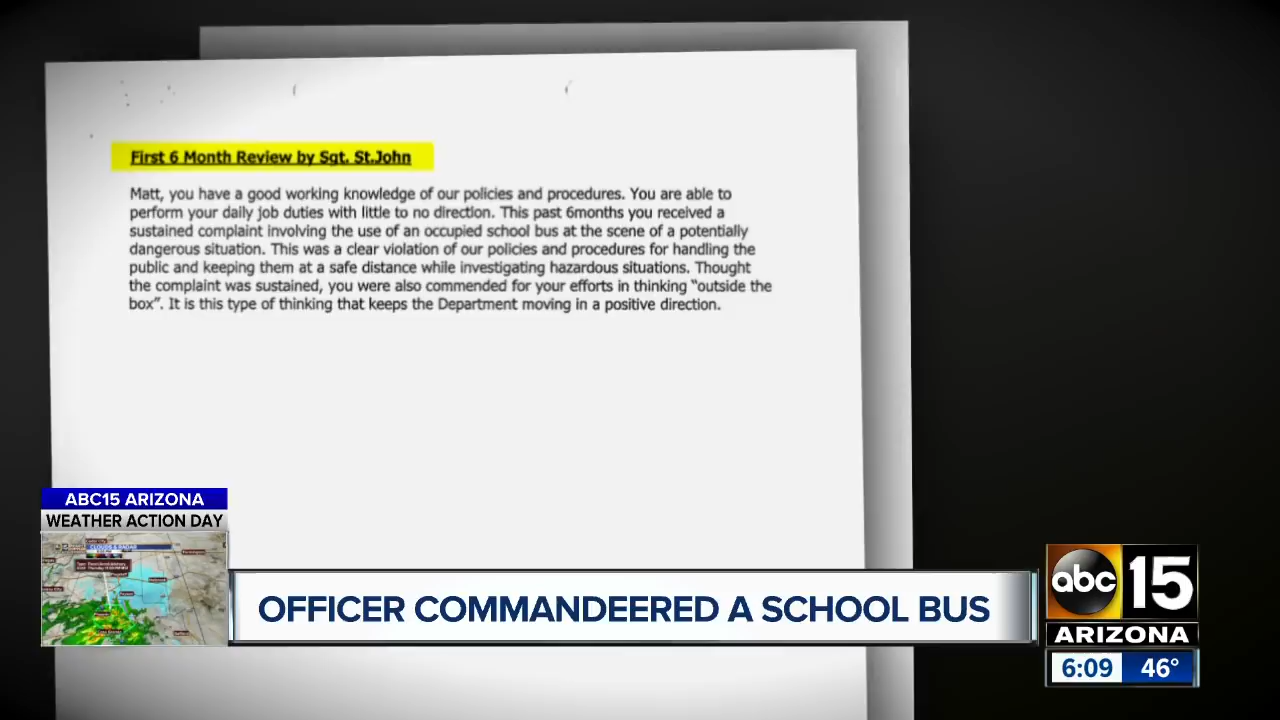 First 6 Month Review by Sgt. St.John
Matt, you have a good working knowledge of our policies and procedures. You are able to
perform your daily job duties with little to no direction. This past 6months you received a
sustained complaint involving the use of an occupied school bus at the scene of a potentially
dangerous situation. This was a clear violation of our policies and procedures for handling the
public and keeping them at a safe distance while investigating hazardous situations. Thought
the complaint was sustained, you were also commended for your efforts in thinking “outside the
box”. It is this type of thinking that keeps the Department moving in a positive direction.
ABC15 ARIZONA
WEATHER ACTION DAY
CLOUDS & RADAR
OFFICER COMMANDEERED A SCHOOL BUS
abc 15
ARIZONA
6:09 46°